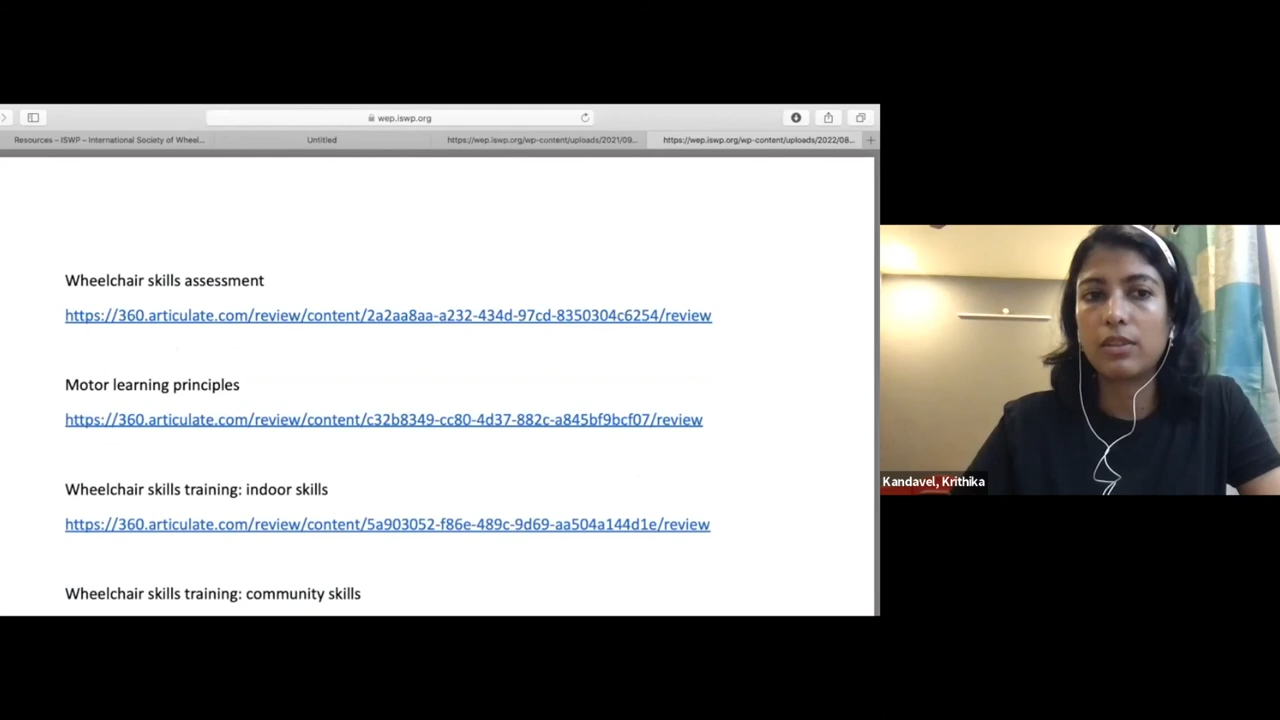 wep.iswp.org
Resources – ISWP – International Society of Wheel...
Untitled
https://wep.iswp.org/wp-content/uploads/2021/09...
https://wep.iswp.org/wp-content/uploads/2022/08...
Wheelchair skills assessment
https://360.articulate.com/review/content/2a2aa8aa-a232-434d-97cd-8350304c6254/review
Motor learning principles
https://360.articulate.com/review/content/c32b8349-cc80-4d37-882c-a845bf9bcf07/review
Wheelchair skills training: indoor skills
https://360.articulate.com/review/content/5a903052-f86e-489c-9d69-aa504a144d1e/review
Wheelchair skills training: community skills
Kandavel, Krithika